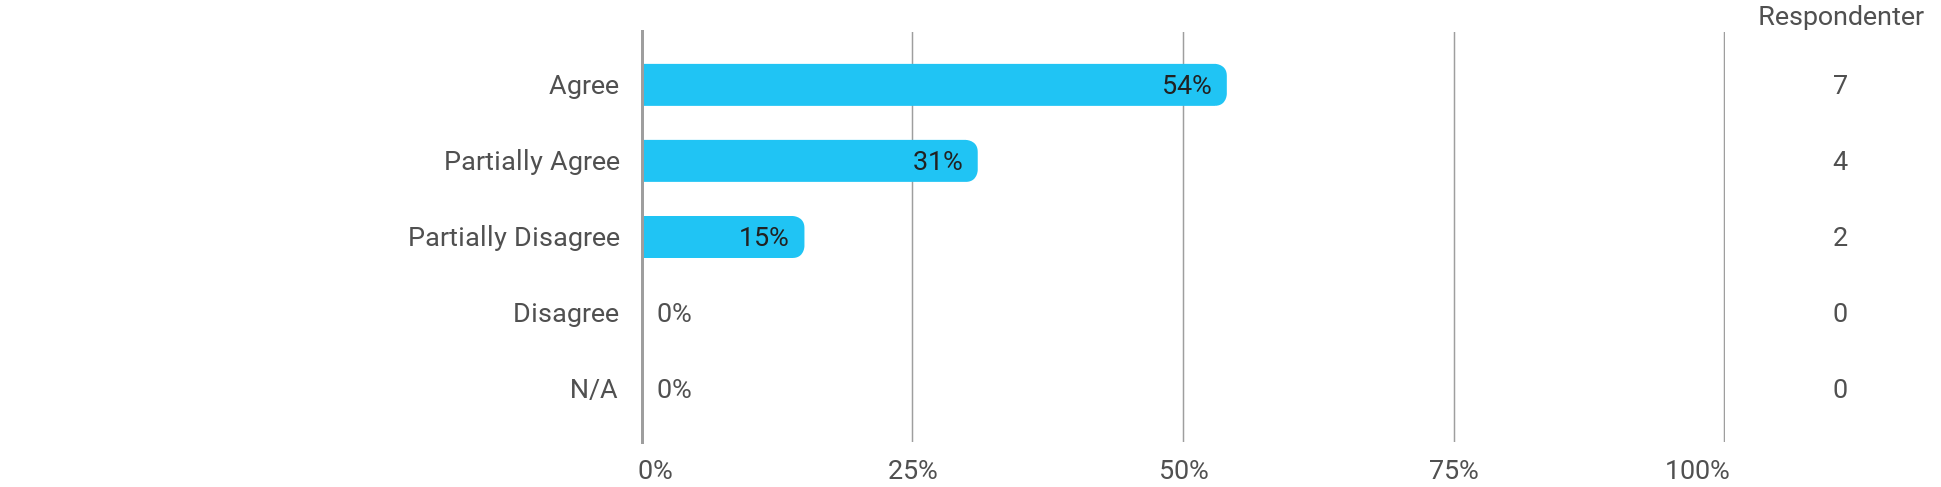 Respondenter
Agree 54% 7
Partially Agree 31% 4
Partially Disagree 15% 2
Disagree 0% 0
N/A 0% 0
0% 25% 50% 75% 100%